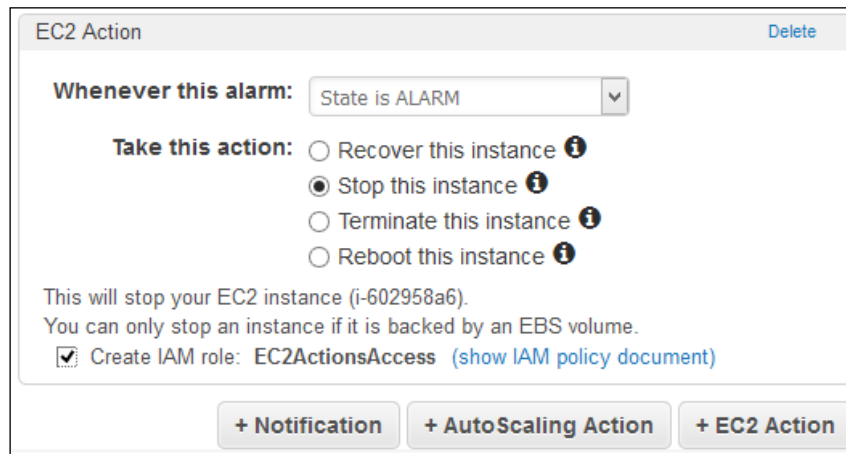 EC2 Action Delete
Whenever this alarm: State is ALARM
Take this action: Recover this instance
Stop this instance
Terminate this instance
Reboot this instance
This will stop your EC2 instance (i-602958a6).
You can only stop an instance if it is backed by an EBS volume.
Create IAM role: EC2ActionsAccess (show IAM policy document)
+ Notification + AutoScaling Action + EC2 Action